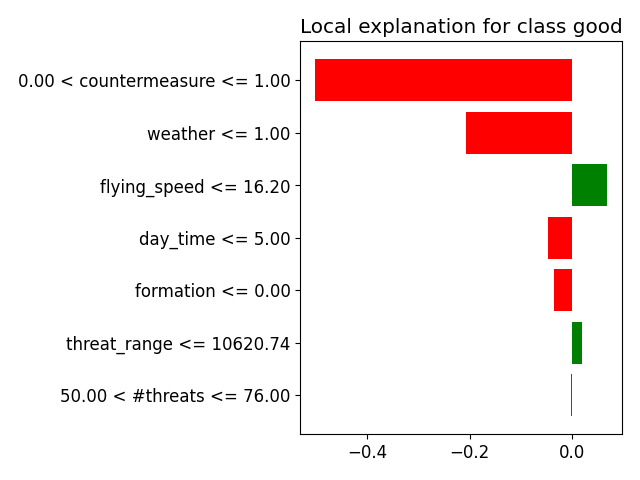 Local explanation for class good
0.00 < countermeasure <= 1.00
weather <= 1.00
flying_speed <= 16.20
day_time <= 5.00
formation <= 0.00
threat_range <= 10620.74
50.00 < #threats <= 76.00
−0.4 −0.2 0.0